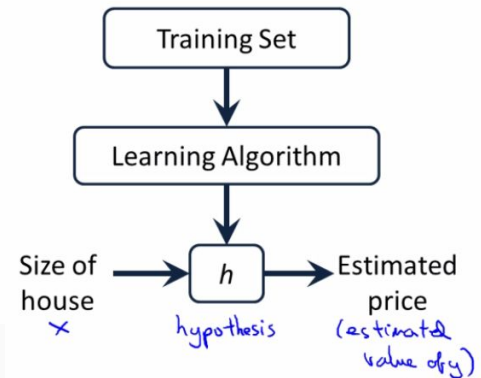 Training Set
Learning Algorithm
Size of
house
x
h
hypothesis
Estimated
price
(estimated
value of y)